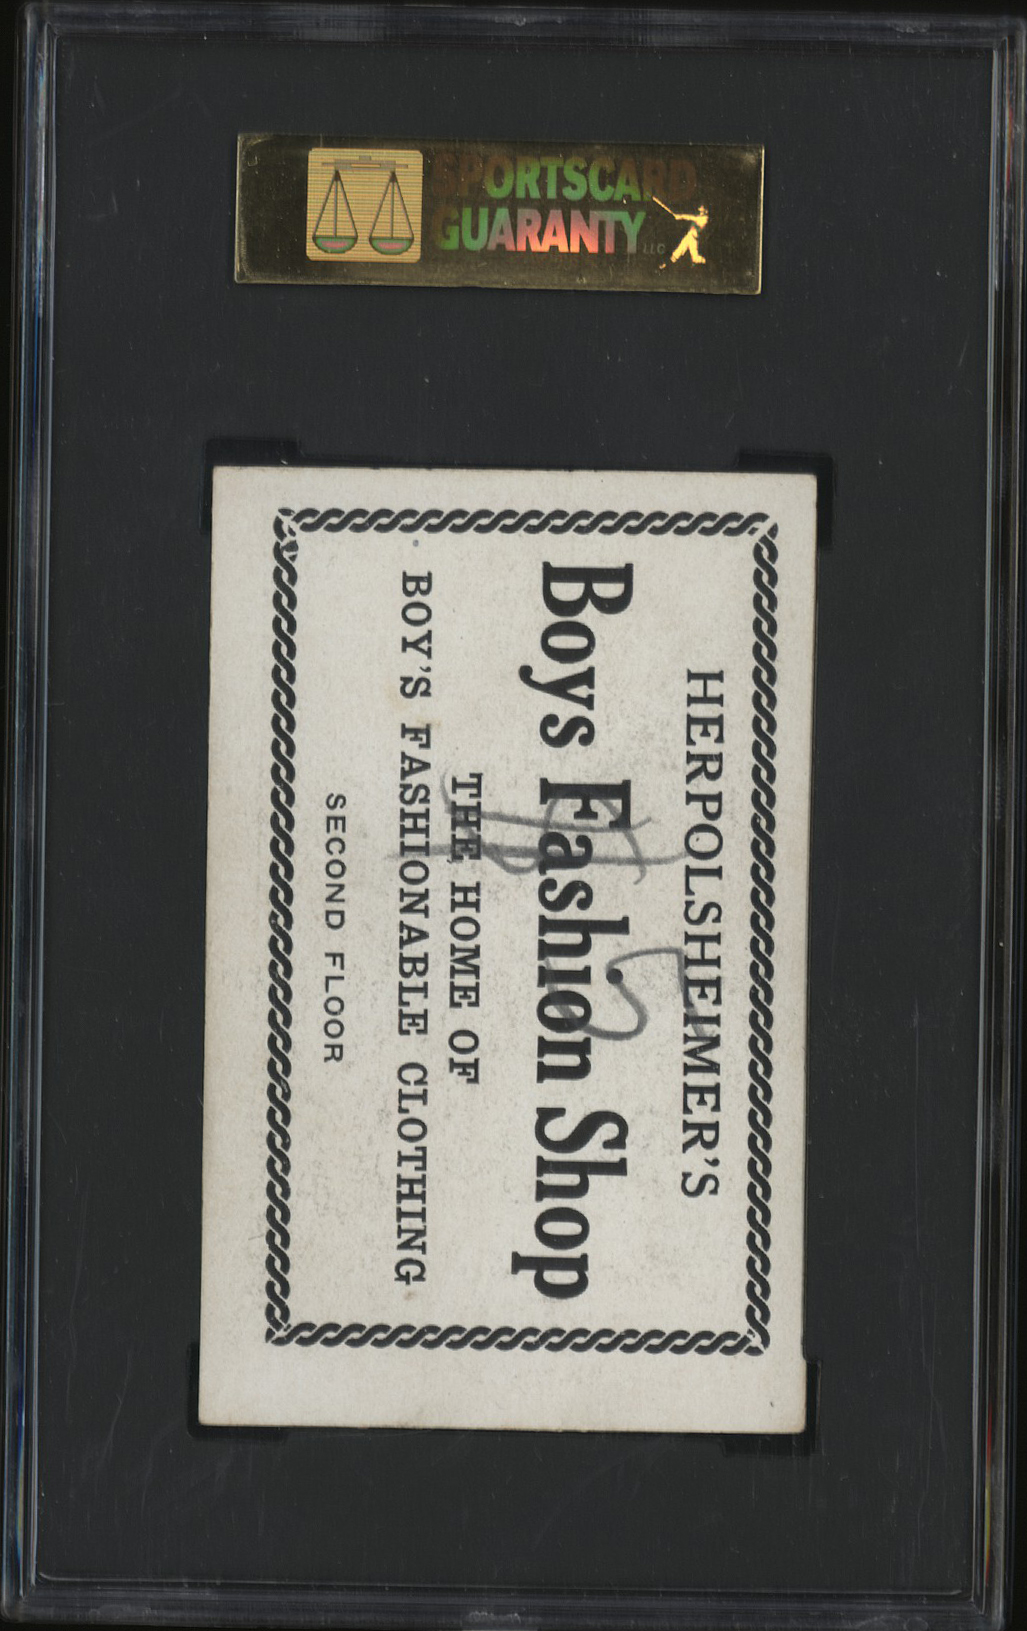 SPORTSCARD
GUARANTY LLC
HERPOLSHEIMER'S
Boys Fashion Shop
THE HOME OF
BOY'S FASHIONABLE CLOTHING
SECOND FLOOR